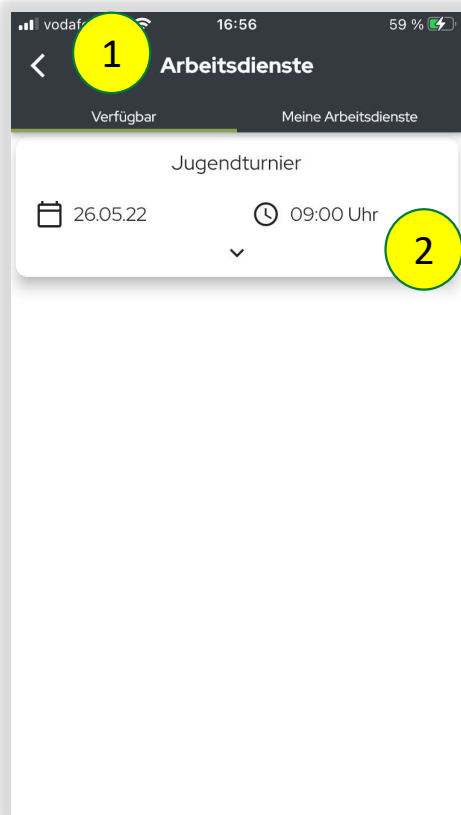 16:56
59 %
1
Arbeitsdienste
Verfügbar
Meine Arbeitsdienste
Jugendturnier
26.05.22
09:00 Uhr
2